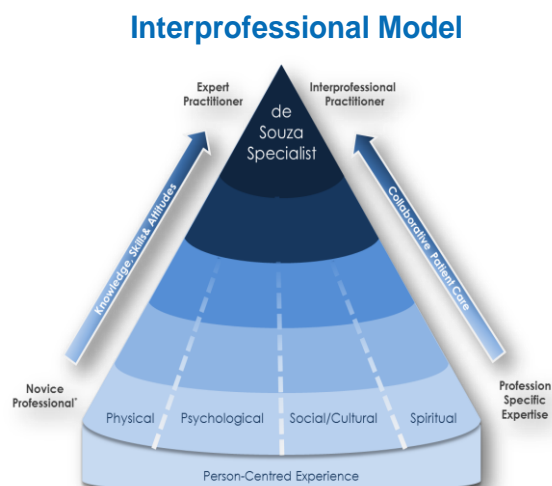 Interprofessional Model
Expert
Practitioner
Interprofessional
Practitioner
de
Souza
Specialist
Knowledge, Skills& Attitudes
Collaborative
Patient Care
Novice
Professional*
Profession
Specific
Expertise
Physical
Psychological
Social/Cultural
Spiritual
Person-Centred Experience